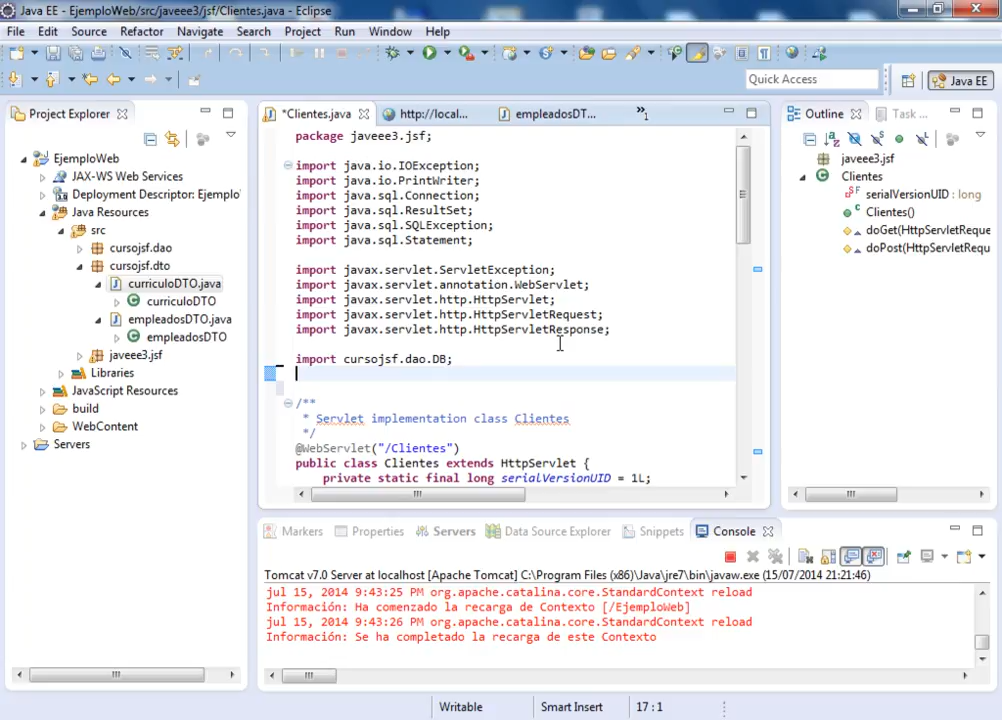 Java EE - EjemploWeb/src/javeee3/jsf/Clientes.java - Eclipse
File Edit Source Refactor Navigate Search Project Run Window Help
Quick Access
Java EE
Project Explorer
EjemploWeb
JAX-WS Web Services
Deployment Descriptor: Ejemplo
Java Resources
src
cursojsf.dao
cursojsf.dto
curriculoDTO.java
curriculoDTO
empleadosDTO.java
empleadosDTO
javeee3.jsf
Libraries
JavaScript Resources
build
WebContent
Servers
*Clientes.java http://local... empleadosDT... »1
package javeee3.jsf;
import java.io.IOException;
import java.io.PrintWriter;
import java.sql.Connection;
import java.sql.ResultSet;
import java.sql.SQLException;
import java.sql.Statement;
import javax.servlet.ServletException;
import javax.servlet.annotation.WebServlet;
import javax.servlet.http.HttpServlet;
import javax.servlet.http.HttpServletRequest;
import javax.servlet.http.HttpServletResponse;
import cursojsf.dao.DB;
/**
* Servlet implementation class Clientes
*/
@WebServlet("/Clientes")
public class Clientes extends HttpServlet {
private static final long serialVersionUID = 1L;
Outline Task ...
javeee3.jsf
Clientes
serialVersionUID : long
Clientes()
doGet(HttpServletReque
doPost(HttpServletRequ
Markers Properties Servers Data Source Explorer Snippets Console
Tomcat v7.0 Server at localhost [Apache Tomcat] C:\Program Files (x86)\Java\jre7\bin\javaw.exe (15/07/2014 21:21:46)
jul 15, 2014 9:43:25 PM org.apache.catalina.core.StandardContext reload
Información: Ha comenzado la recarga de Contexto [/EjemploWeb]
jul 15, 2014 9:43:26 PM org.apache.catalina.core.StandardContext reload
Información: Se ha completado la recarga de este Contexto
Writable Smart Insert 17 : 1